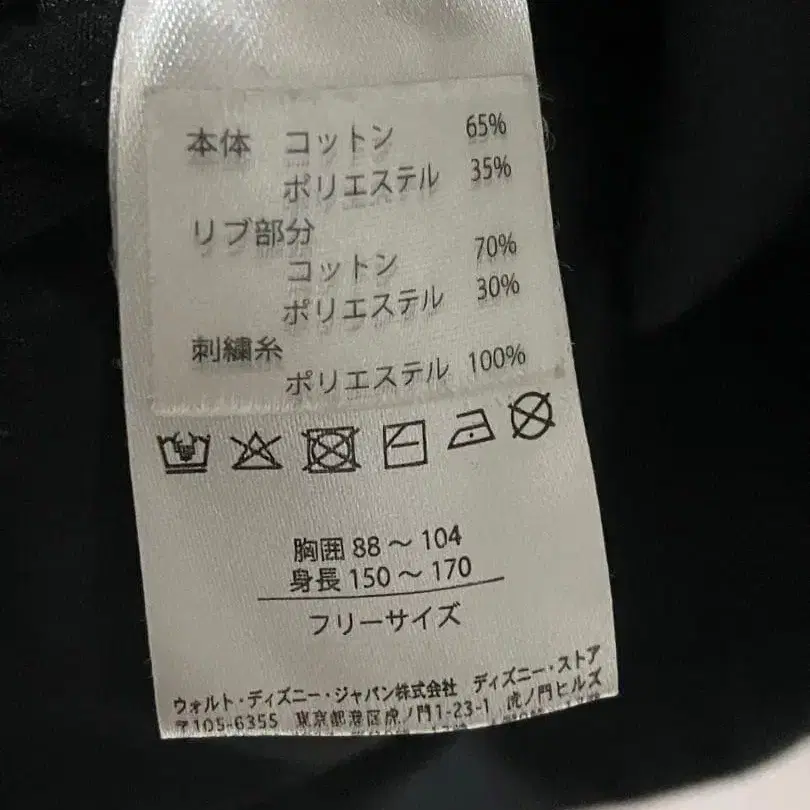 本体 コットン 65%
ポリエステル 35%
リブ部分
コットン 70%
ポリエステル 30%
刺繍糸
ポリエステル 100%
胸囲 88～104
身長 150～170
フリーサイズ
ウォルト・ディズニー・ジャパン株式会社 ディズニー・ストア
〒105-6355 東京都港区虎ノ門1-23-1 虎ノ門ヒルズ